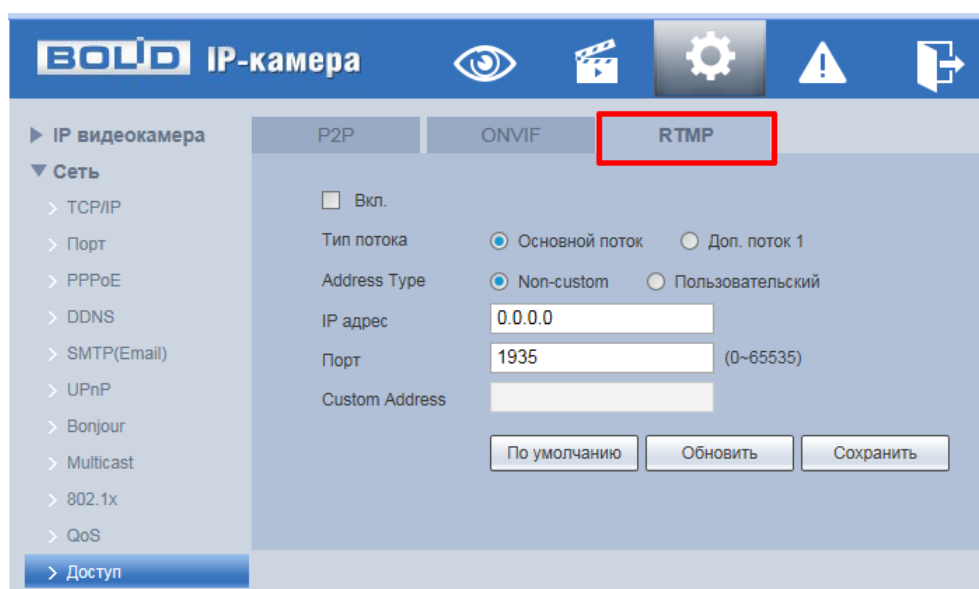 BOLID IP-камера
IP видеокамера
Сеть
TCP/IP
Порт
PPPoE
DDNS
SMTP(Email)
UPnP
Bonjour
Multicast
802.1x
QoS
Доступ
P2P ONVIF RTMP
Вкл.
Тип потока Основной поток Доп. поток 1
Address Type Non-custom Пользовательский
IP адрес 0.0.0.0
Порт 1935 (0~65535)
Custom Address
По умолчанию Обновить Сохранить